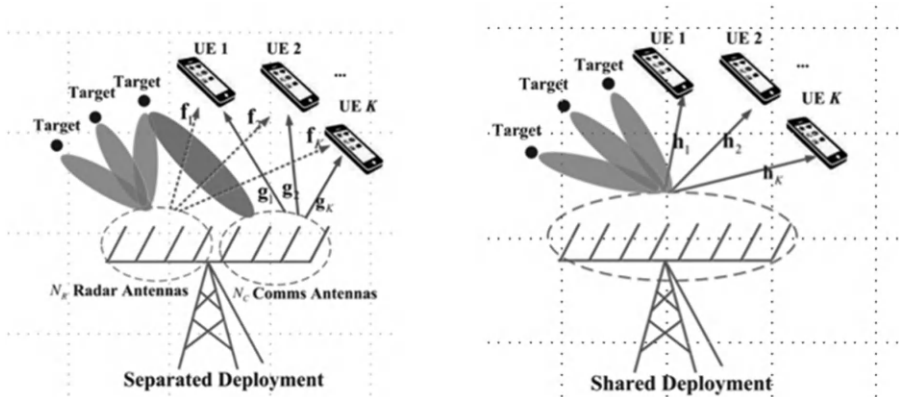 UE 1
UE 2
...
Target
Target
Target
UE K
f1
f2
fK
g1
g2
gK
NR Radar Antennas
NC Comms Antennas
Separated Deployment
UE 1
UE 2
...
Target
Target
Target
UE K
h1
h2
hK
Shared Deployment